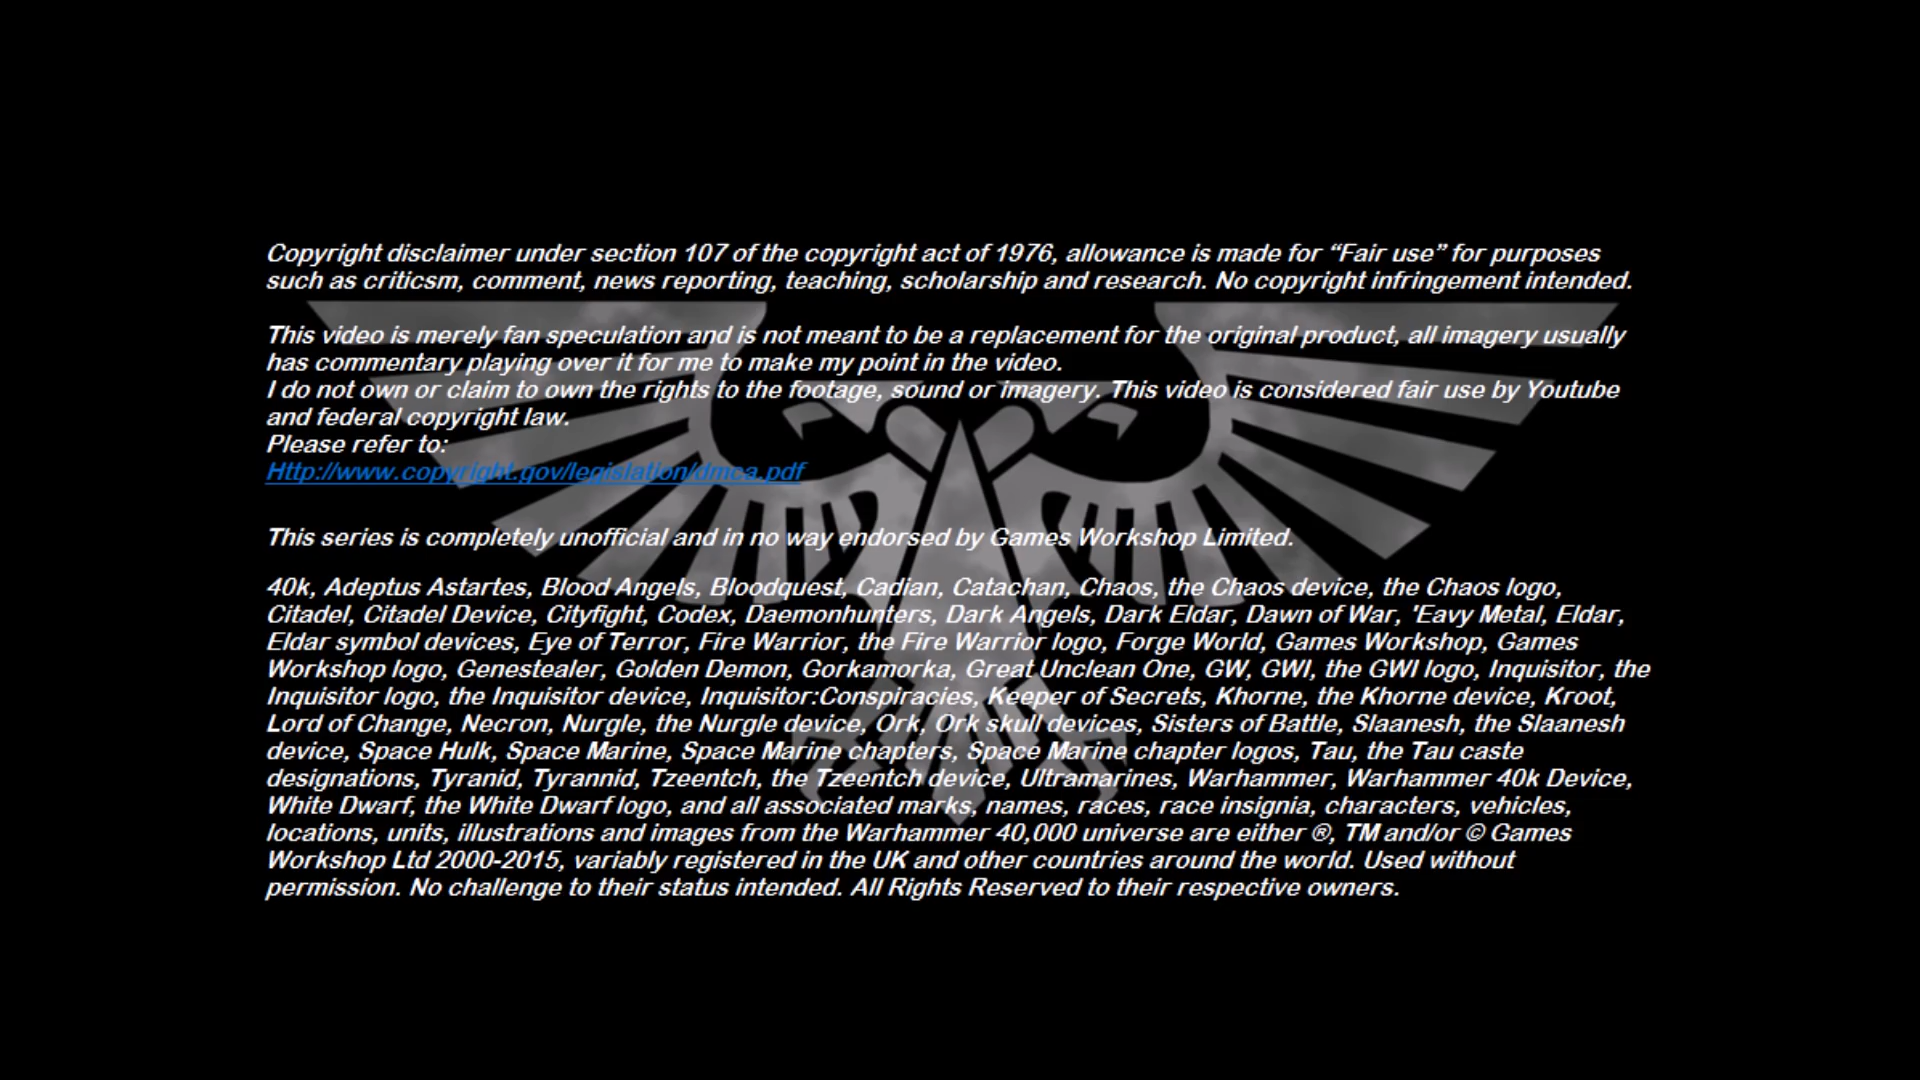 Copyright disclaimer under section 107 of the copyright act of 1976, allowance is made for “Fair use” for purposes
such as criticsm, comment, news reporting, teaching, scholarship and research. No copyright infringement intended.
This video is merely fan speculation and is not meant to be a replacement for the original product, all imagery usually
has commentary playing over it for me to make my point in the video.
I do not own or claim to own the rights to the footage, sound or imagery. This video is considered fair use by Youtube
and federal copyright law.
Please refer to:
Http://www.copyright.gov/legislation/dmca.pdf
This series is completely unofficial and in no way endorsed by Games Workshop Limited.
40k, Adeptus Astartes, Blood Angels, Bloodquest, Cadian, Catachan, Chaos, the Chaos device, the Chaos logo,
Citadel, Citadel Device, Cityfight, Codex, Daemonhunters, Dark Angels, Dark Eldar, Dawn of War, 'Eavy Metal, Eldar,
Eldar symbol devices, Eye of Terror, Fire Warrior, the Fire Warrior logo, Forge World, Games Workshop, Games
Workshop logo, Genestealer, Golden Demon, Gorkamorka, Great Unclean One, GW, GWI, the GWI logo, Inquisitor, the
Inquisitor logo, the Inquisitor device, Inquisitor:Conspiracies, Keeper of Secrets, Khorne, the Khorne device, Kroot,
Lord of Change, Necron, Nurgle, the Nurgle device, Ork, Ork skull devices, Sisters of Battle, Slaanesh, the Slaanesh
device, Space Hulk, Space Marine, Space Marine chapters, Space Marine chapter logos, Tau, the Tau caste
designations, Tyranid, Tyrannid, Tzeentch, the Tzeentch device, Ultramarines, Warhammer, Warhammer 40k Device,
White Dwarf, the White Dwarf logo, and all associated marks, names, races, race insignia, characters, vehicles,
locations, units, illustrations and images from the Warhammer 40,000 universe are either ®, TM and/or © Games
Workshop Ltd 2000-2015, variably registered in the UK and other countries around the world. Used without
permission. No challenge to their status intended. All Rights Reserved to their respective owners.